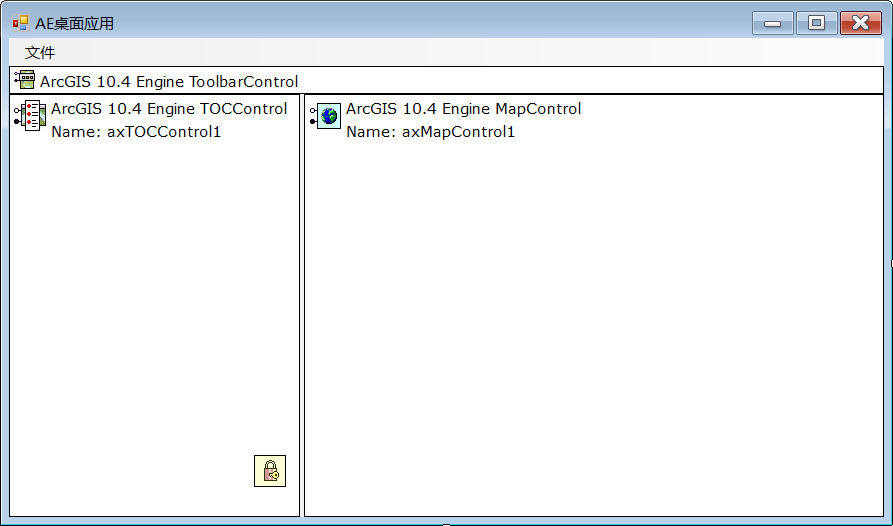 AE桌面应用
文件
ArcGIS 10.4 Engine ToolbarControl
ArcGIS 10.4 Engine TOCControl
Name: axTOCControl1
ArcGIS 10.4 Engine MapControl
Name: axMapControl1